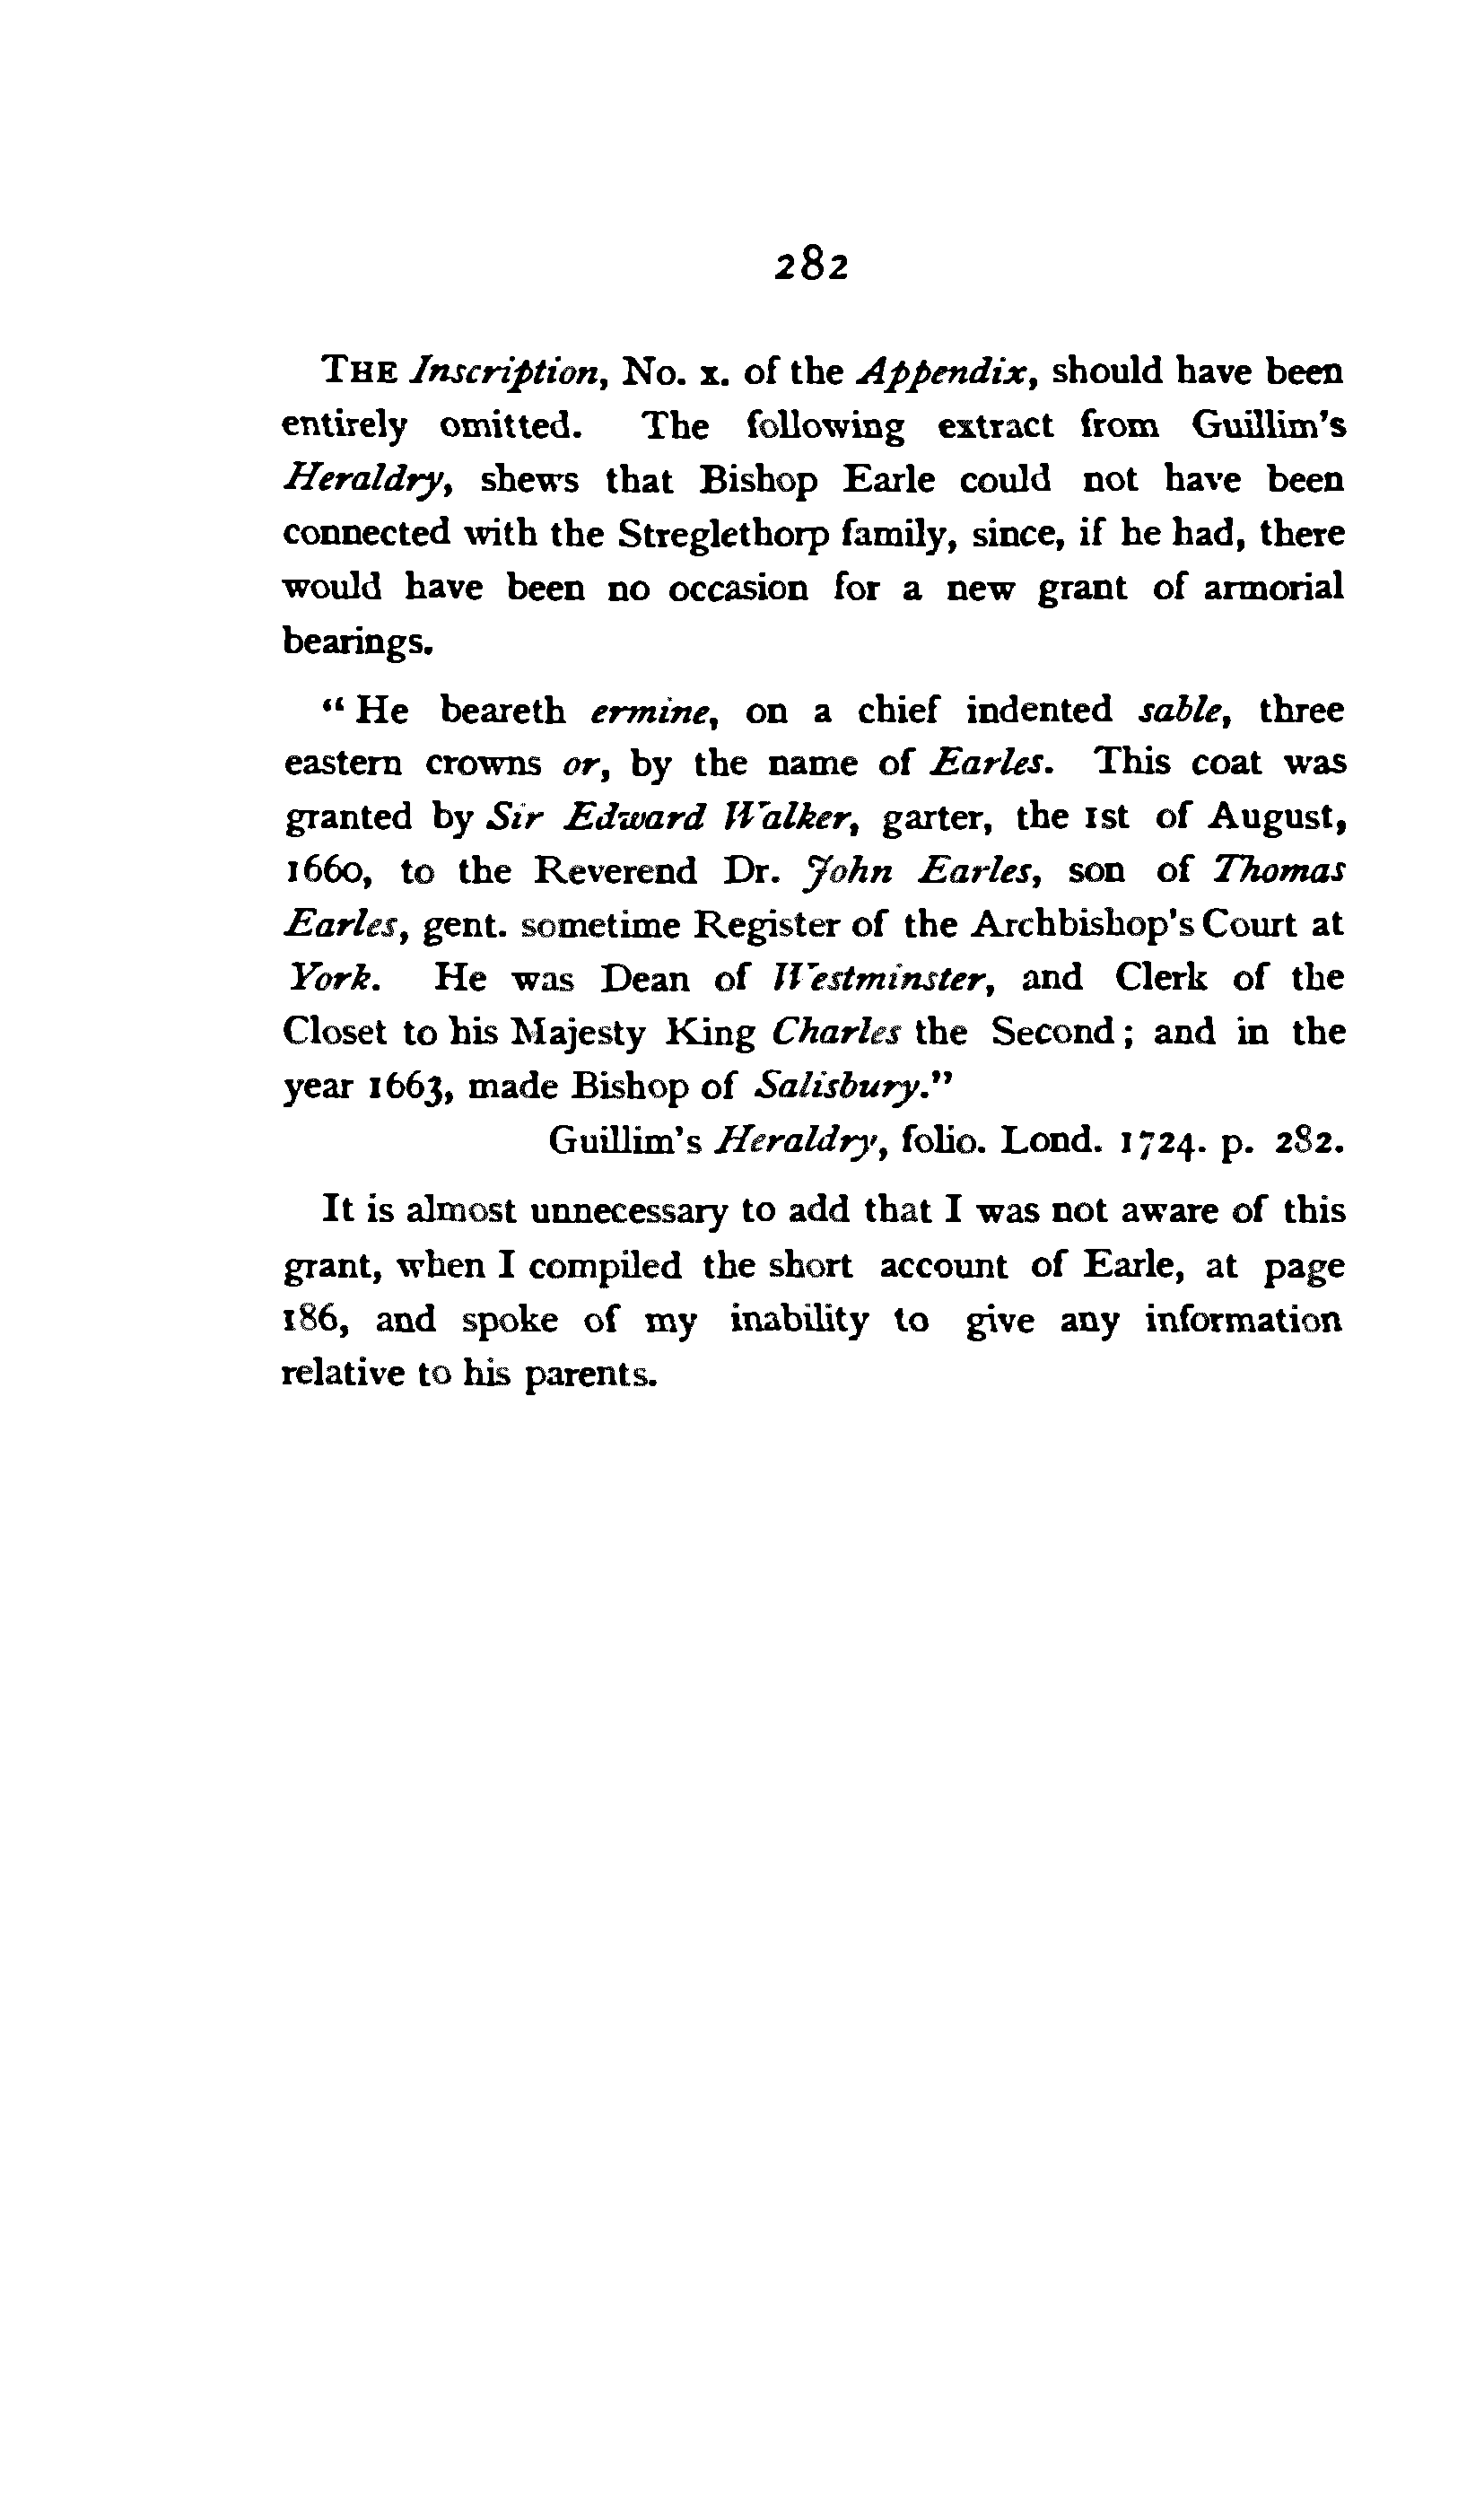 282
THE Inscription, No. x. of the Appendix, should have been
entirely omitted. The following extract from Guillim's
Heraldry, shews that Bishop Earle could not have been
connected with the Streglethorp family, since, if he had, there
would have been no occasion for a new grant of armorial
bearings.
“He beareth ermine, on a chief indented sable, three
eastern crowns or, by the name of Earles. This coat was
granted by Sir Edward Walker, garter, the 1st of August,
1660, to the Reverend Dr. John Earles, son of Thomas
Earles, gent. sometime Register of the Archbishop's Court at
York. He was Dean of Westminster, and Clerk of the
Closet to his Majesty King Charles the Second; and in the
year 1663, made Bishop of Salisbury.”
Guillim's Heraldry, folio. Lond. 1724. p. 282.
It is almost unnecessary to add that I was not aware of this
grant, when I compiled the short account of Earle, at page
186, and spoke of my inability to give any information
relative to his parents.